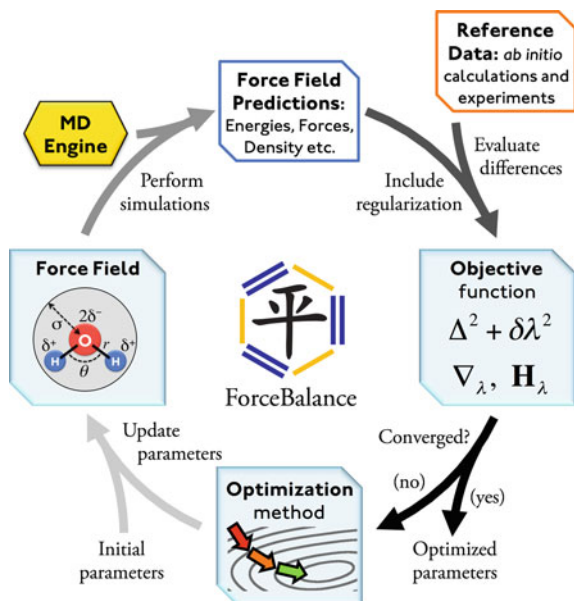 Reference
Data: ab initio
calculations and
experiments
Force Field
Predictions:
Energies, Forces,
Density etc.
MD
Engine
Perform
simulations
Include
regularization
Evaluate
differences
Force Field
σ
2δ⁻
δ⁺
δ⁺
O
r
H
H
θ
平
ForceBalance
Objective
function
Δ² + δλ²
∇λ, Hλ
Converged?
(no)
(yes)
Update
parameters
Optimization
method
Initial
parameters
Optimized
parameters